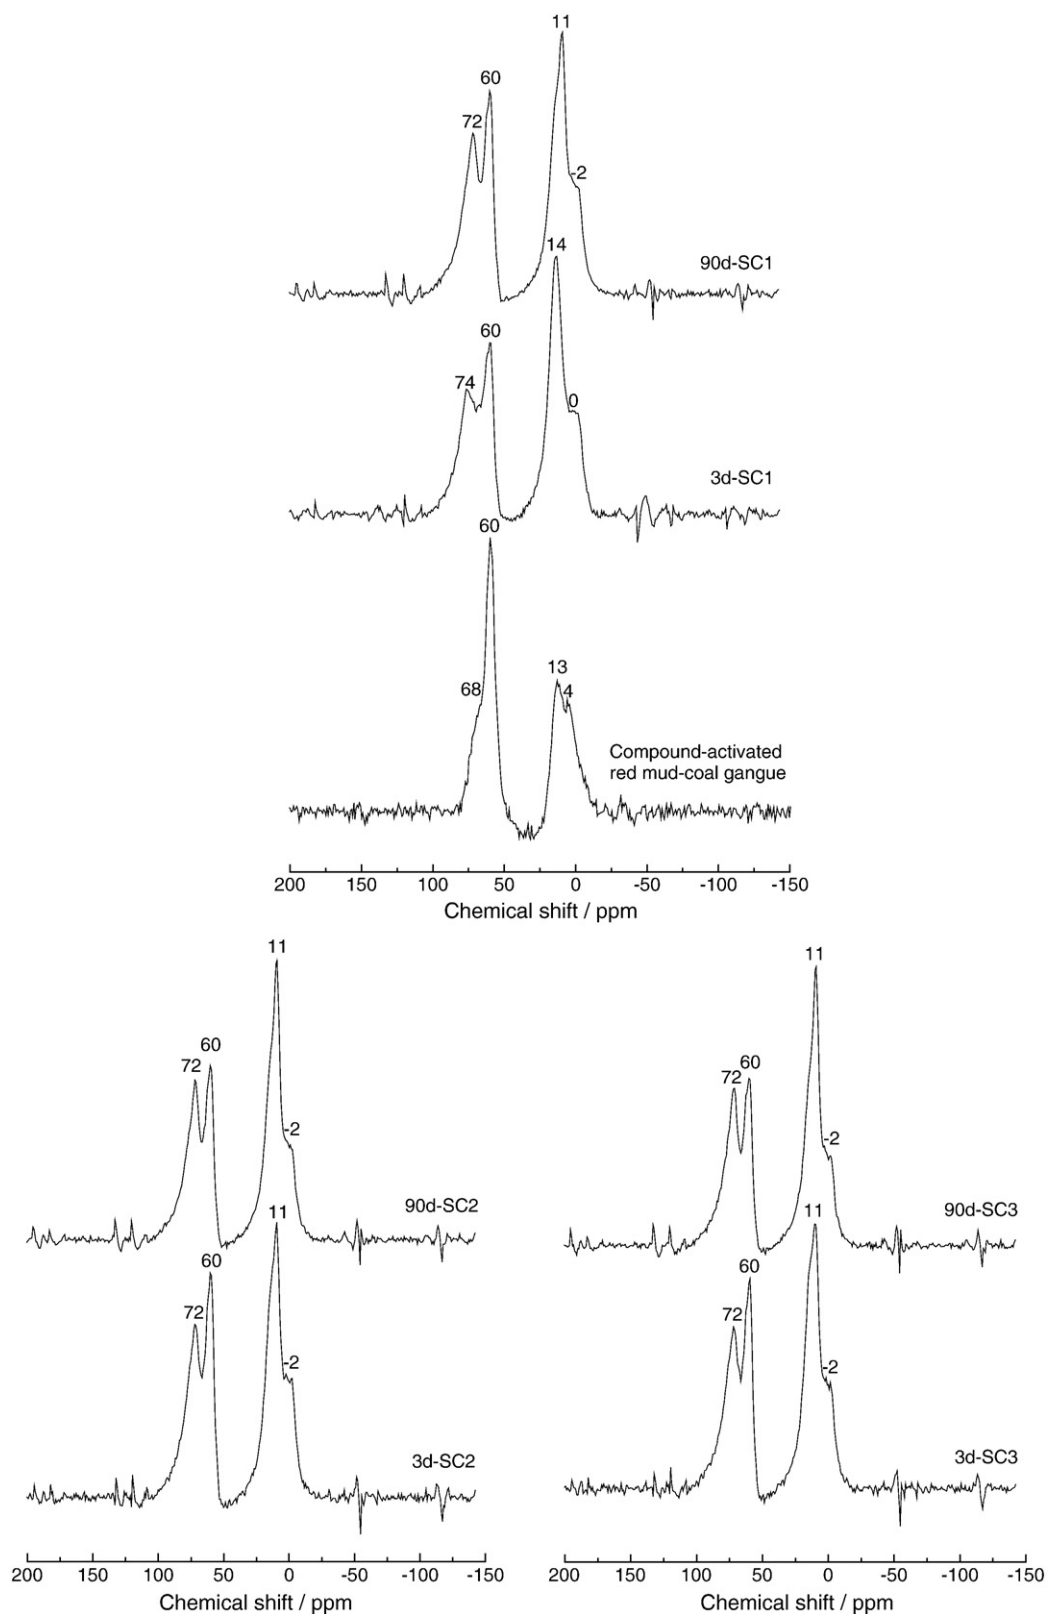 11
60
72
-2
90d-SC1
14
60
74
0
3d-SC1
60
13
68
4
Compound-activated
red mud-coal gangue
200 150 100 50 0 -50 -100 -150
Chemical shift / ppm
11
60
72
-2
90d-SC2
11
60
72
-2
3d-SC2
200 150 100 50 0 -50 -100 -150
Chemical shift / ppm
11
60
72
-2
90d-SC3
11
60
72
-2
3d-SC3
200 150 100 50 0 -50 -100 -150
Chemical shift / ppm